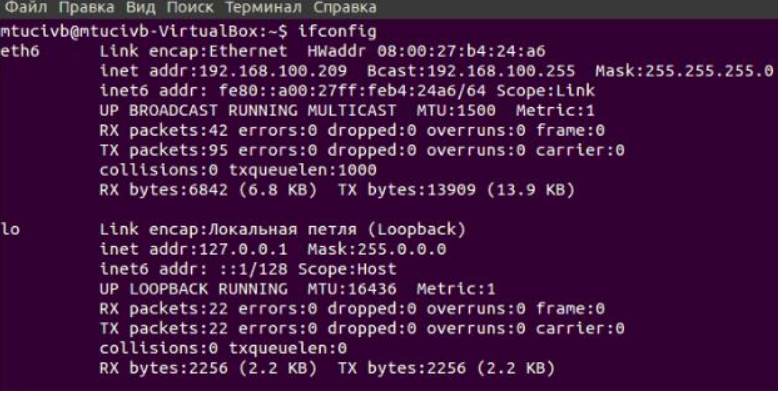 Файл Правка Вид Поиск Терминал Справка
mtucivb@mtucivb-VirtualBox:~$ ifconfig
eth6      Link encap:Ethernet  HWaddr 08:00:27:b4:24:a6
          inet addr:192.168.100.209  Bcast:192.168.100.255  Mask:255.255.255.0
          inet6 addr: fe80::a00:27ff:feb4:24a6/64 Scope:Link
          UP BROADCAST RUNNING MULTICAST  MTU:1500  Metric:1
          RX packets:42 errors:0 dropped:0 overruns:0 frame:0
          TX packets:95 errors:0 dropped:0 overruns:0 carrier:0
          collisions:0 txqueuelen:1000
          RX bytes:6842 (6.8 KB)  TX bytes:13909 (13.9 KB)

lo        Link encap:Локальная петля (Loopback)
          inet addr:127.0.0.1  Mask:255.0.0.0
          inet6 addr: ::1/128 Scope:Host
          UP LOOPBACK RUNNING  MTU:16436  Metric:1
          RX packets:22 errors:0 dropped:0 overruns:0 frame:0
          TX packets:22 errors:0 dropped:0 overruns:0 carrier:0
          collisions:0 txqueuelen:0
          RX bytes:2256 (2.2 KB)  TX bytes:2256 (2.2 KB)